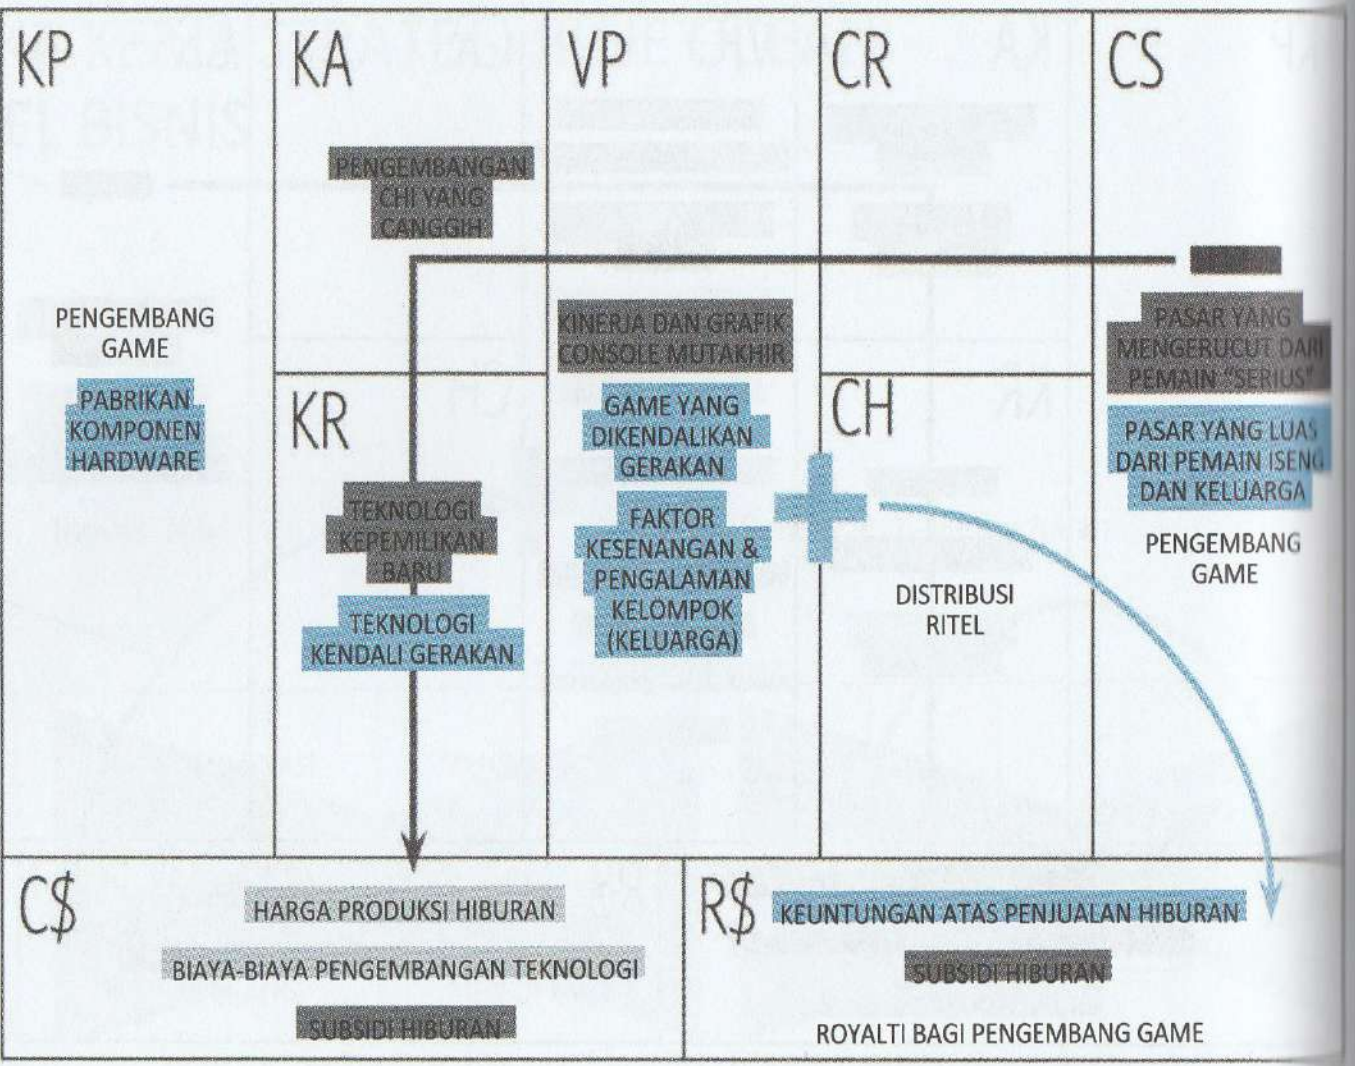 KP
PENGEMBANG
GAME
PABRIKAN
KOMPONEN
HARDWARE
KA
PENGEMBANGAN
CHI YANG
CANGGIH
KR
TEKNOLOGI
KEPEMILIKAN
BARU
TEKNOLOGI
KENDALI GERAKAN
VP
KINERJA DAN GRAFIK
CONSOLE MUTAKHIR
GAME YANG
DIKENDALIKAN
GERAKAN
FAKTOR
KESENANGAN &
PENGALAMAN
KELOMPOK
(KELUARGA)
CR
CH
DISTRIBUSI
RITEL
CS
PASAR YANG
MENGERUCUT DARI
PEMAIN "SERIUS"
PASAR YANG LUAS
DARI PEMAIN ISENG
DAN KELUARGA
PENGEMBANG
GAME
C$
HARGA PRODUKSI HIBURAN
BIAYA-BIAYA PENGEMBANGAN TEKNOLOGI
SUBSIDI HIBURAN
R$
KEUNTUNGAN ATAS PENJUALAN HIBURAN
SUBSIDI HIBURAN
ROYALTI BAGI PENGEMBANG GAME